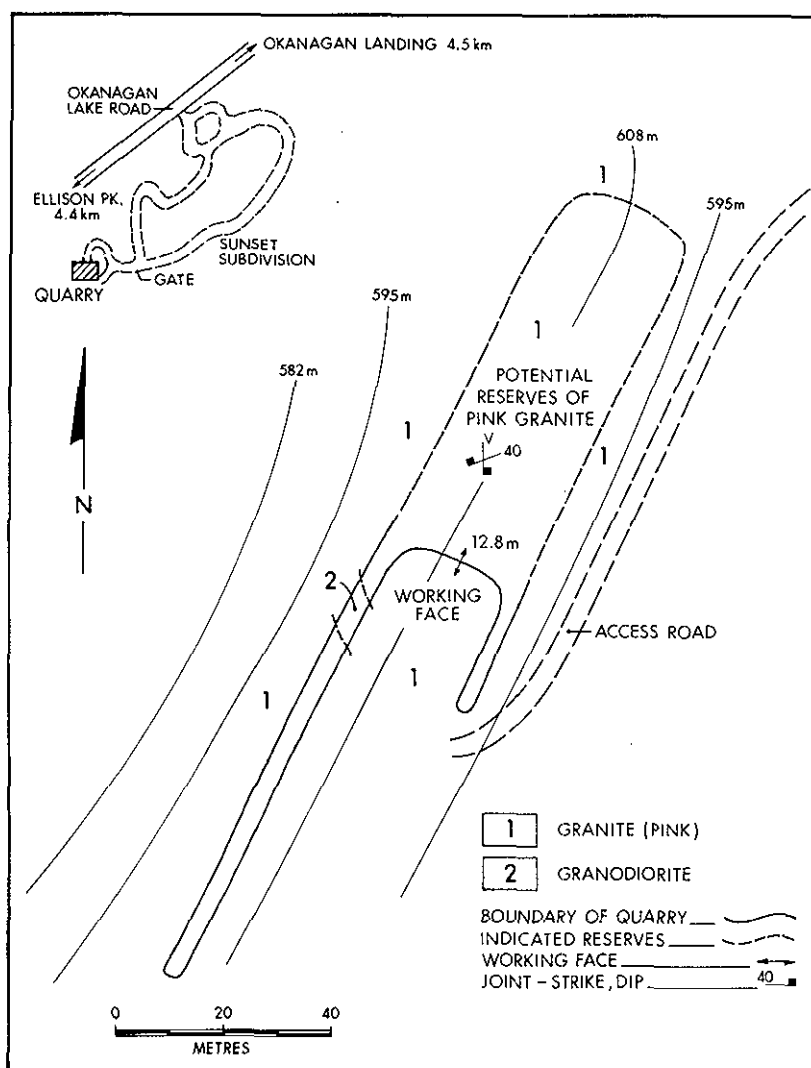 OKANAGAN LANDING 4.5 km
OKANAGAN
LAKE ROAD
ELLISON PK.
4.4 km
SUNSET
SUBDIVISION
GATE
QUARRY
608 m
1
595m
595 m
582 m
1
POTENTIAL
RESERVES OF
PINK GRANITE
1
1
V
40
N
12.8 m
2
WORKING
FACE
ACCESS ROAD
1
1
1 GRANITE (PINK)
2 GRANODIORITE
BOUNDARY OF QUARRY
INDICATED RESERVES
WORKING FACE
JOINT - STRIKE, DIP 40
0 20 40
METRES